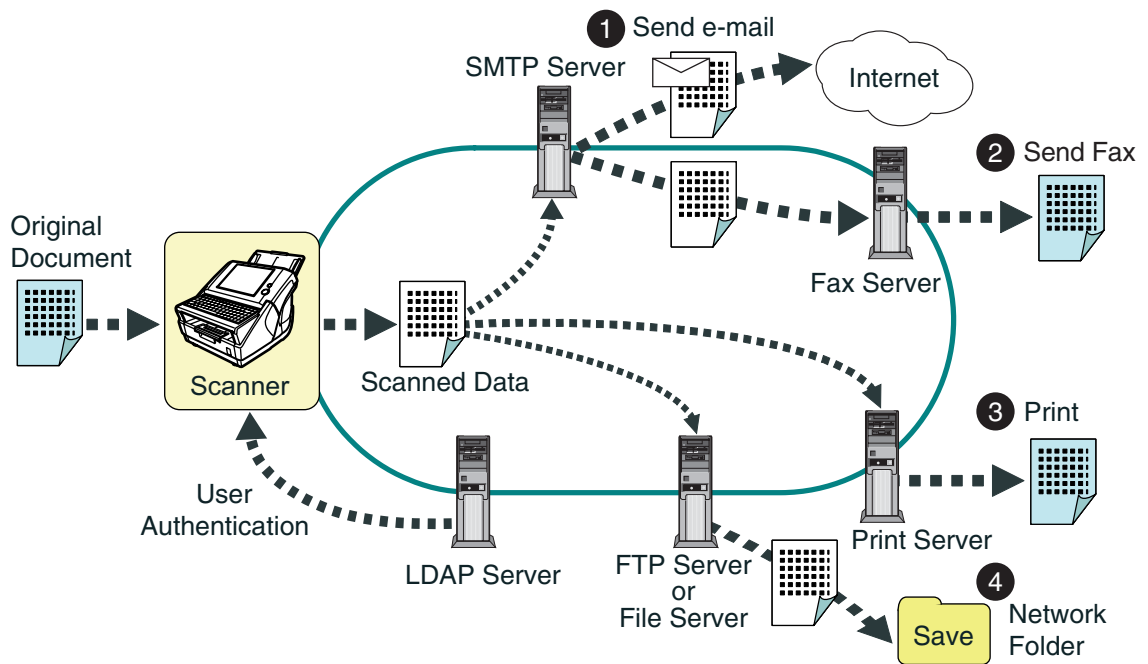 1 Send e-mail
SMTP Server
Internet
2 Send Fax
Original
Document
Fax Server
Scanner
Scanned Data
3 Print
User
Authentication
LDAP Server
FTP Server
or
File Server
Print Server
4
Save
Network
Folder